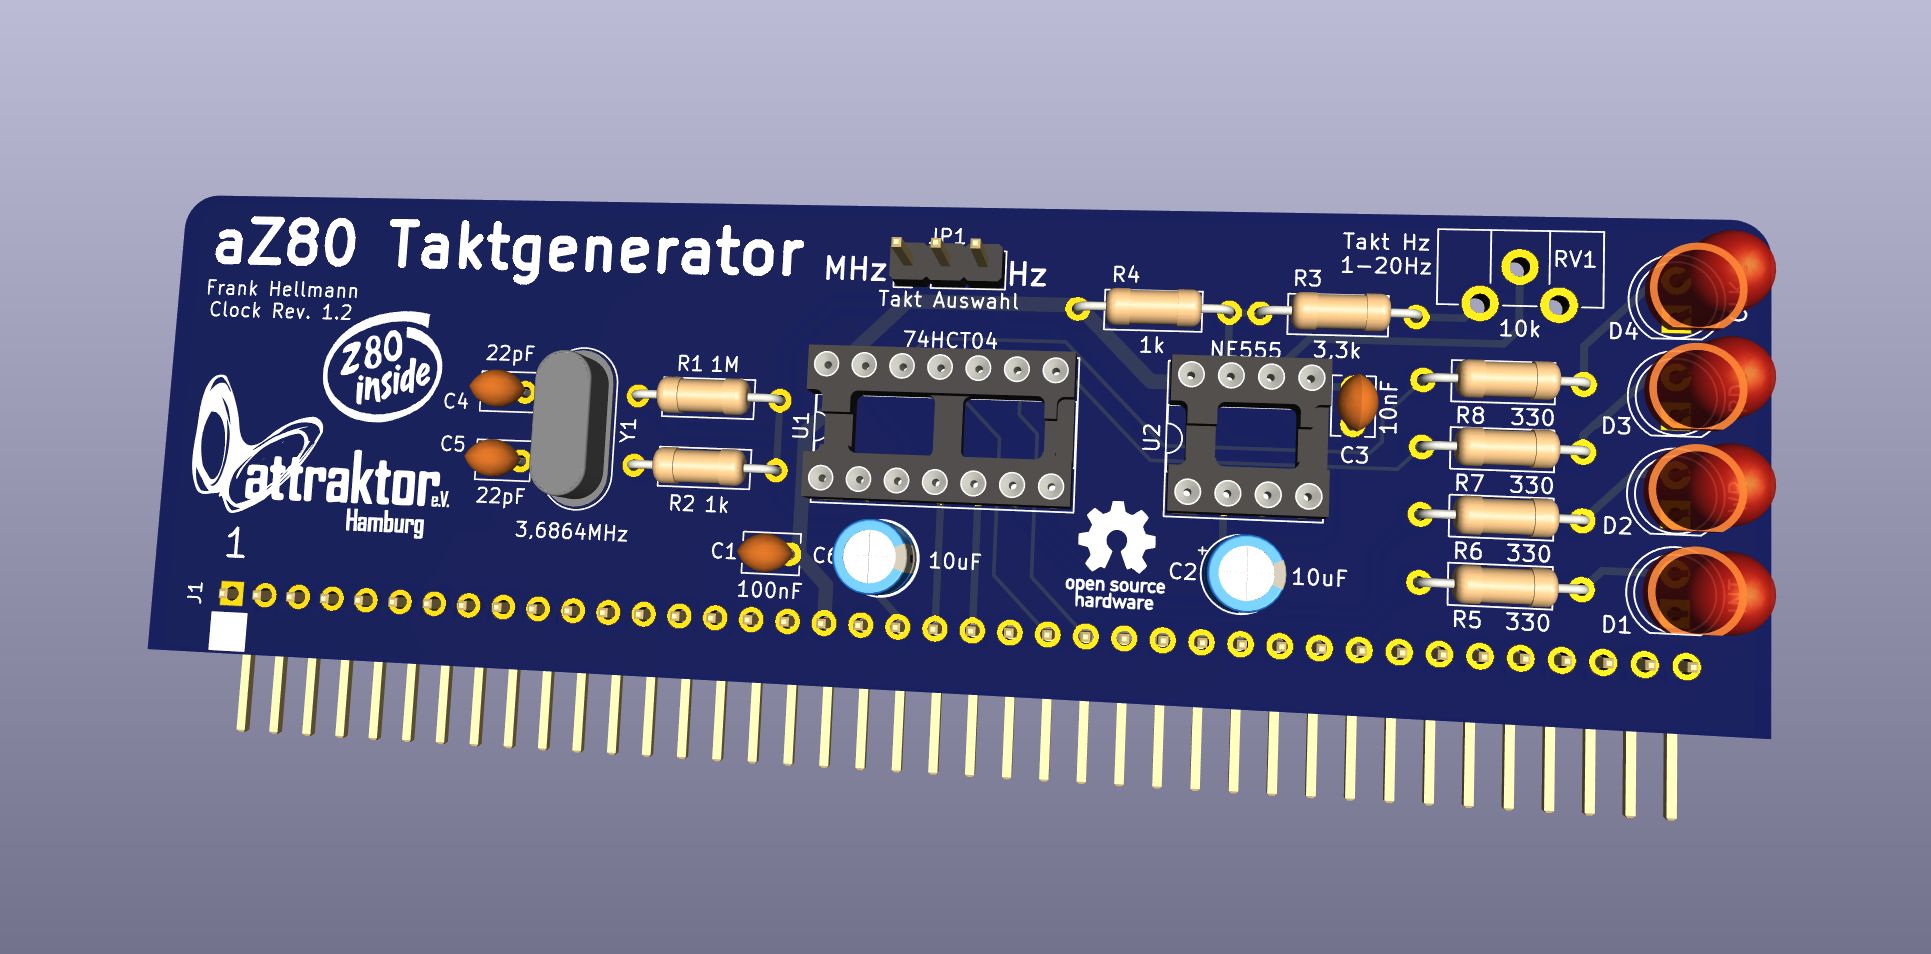 aZ80 Taktgenerator
Frank Hellmann
Clock Rev. 1.2
Z80
inside
attraktor e.V.
Hamburg
1
J1
22pF
C4
C5
22pF
Y1
3,6864MHz
R1 1M
R2 1k
C1
100nF
JP1
MHz
Hz
Takt Auswahl
74HCT04
U1
C6
10uF
R4
1k
R3
3,3k
NE555
U2
10nF
C3
C2
+
10uF
open source
hardware
Takt Hz
1-20Hz
RV1
10k
R8 330
R7 330
R6 330
R5 330
D4
D3
D2
D1